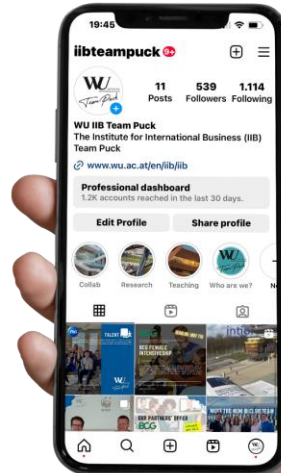 19:45
iibteampuck 9+
WU
Team Puck
11 539 1.114
Posts Followers Following
WU IIB Team Puck
The Institute for International Business (IIB)
Team Puck
www.wu.ac.at/en/iib/iib
Professional dashboard
1.2K accounts reached in the last 30 days.
Edit Profile Share profile
WU
Collab Research Teaching Who are we?
TALENT
BCG FEMALE
INTERNSHIP
WU
OUR PARTNERS' OFFER
BCG